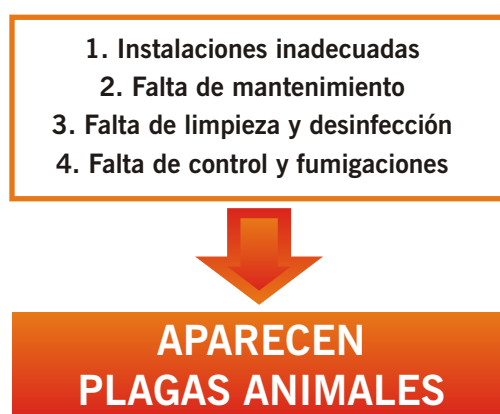 1. Instalaciones inadecuadas
2. Falta de mantenimiento
3. Falta de limpieza y desinfección
4. Falta de control y fumigaciones
APARECEN
PLAGAS ANIMALES